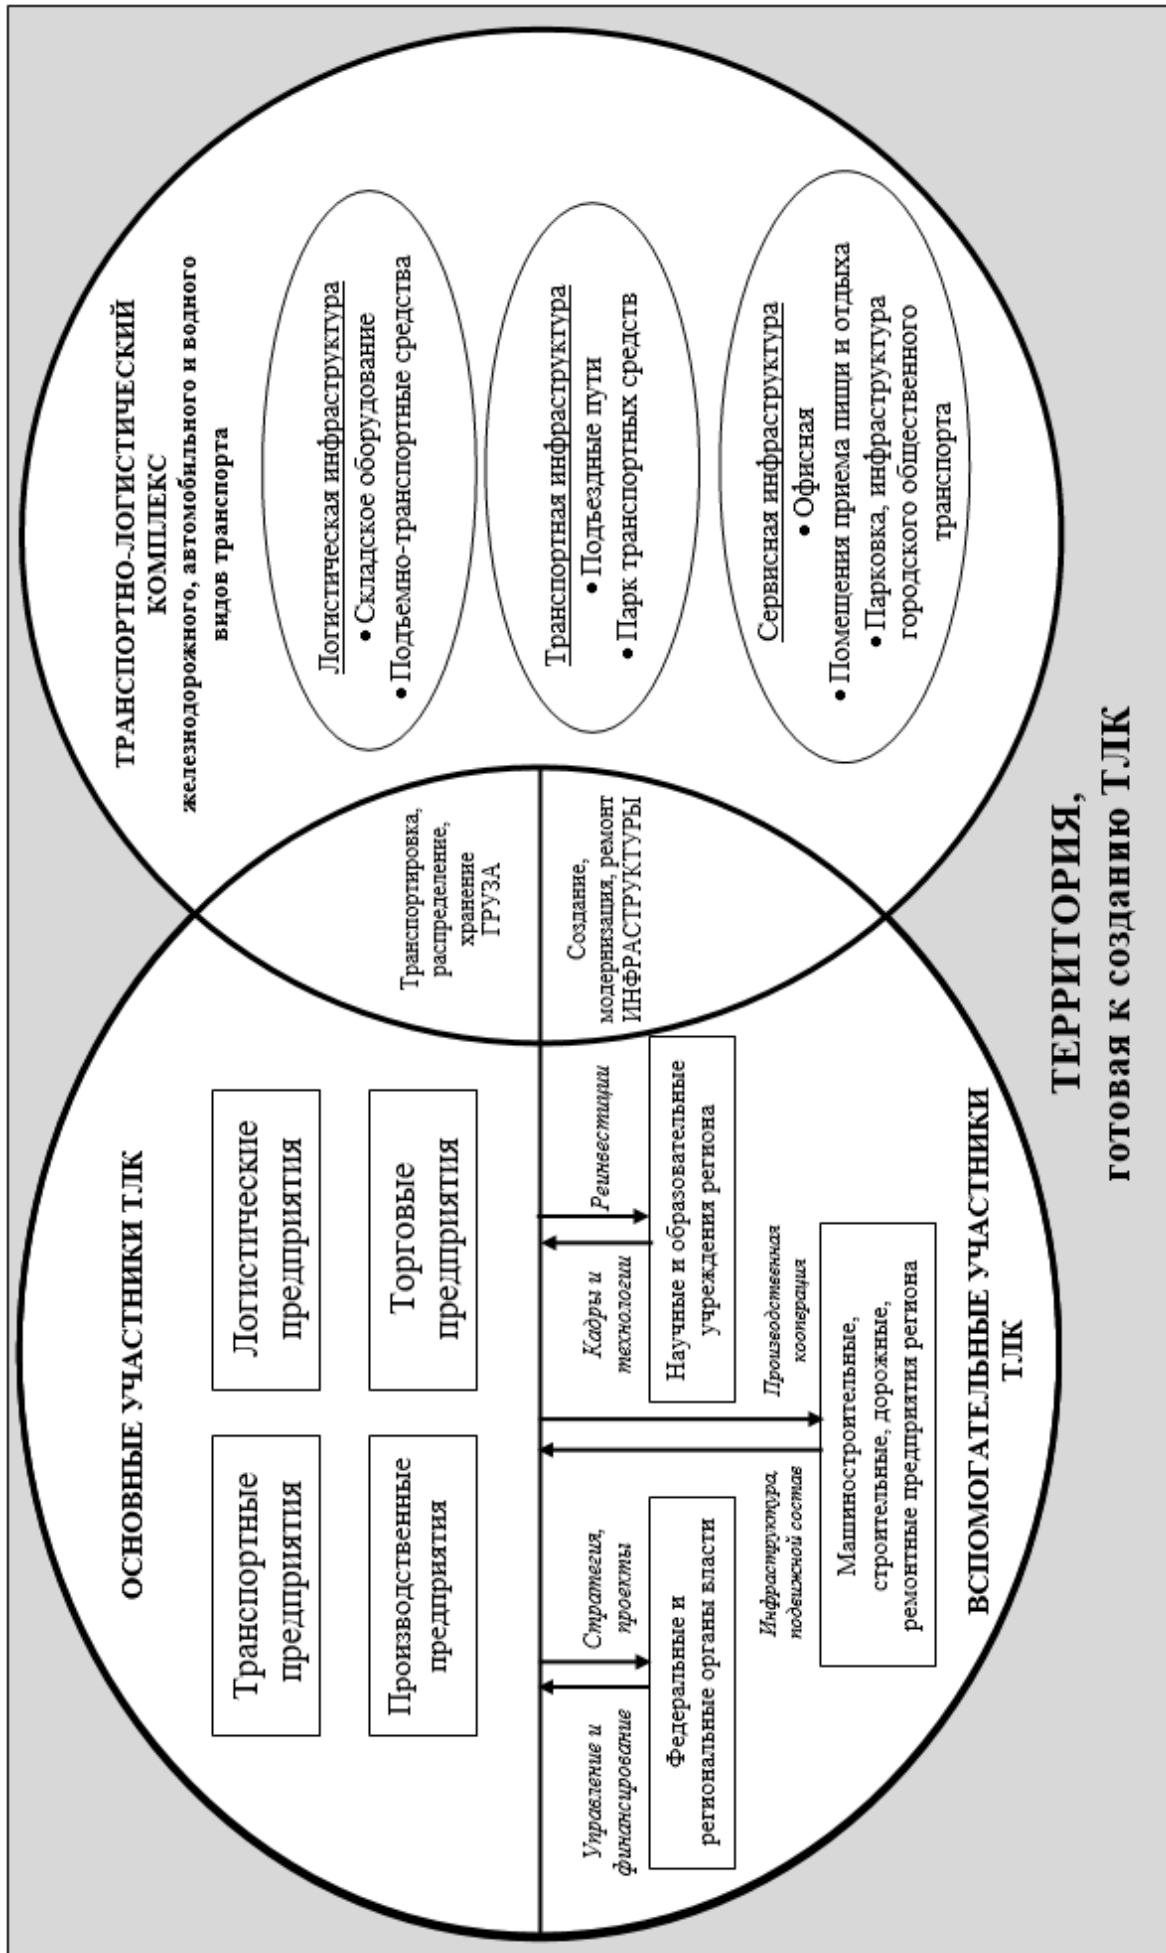 ОСНОВНЫЕ УЧАСТНИКИ ТЛК
Транспортные
предприятия
Логистические
предприятия
Производственные
предприятия
Торговые
предприятия
Управление и
финансирование
Стратегия,
проекты
Федеральные и
региональные органы власти
Кадры и
технологии
Реинвестиции
Научные и образовательные
учреждения региона
Инфраструктура,
подвижной состав
Производственная
кооперация
Машиностроительные,
строительные, дорожные,
ремонтные предприятия региона
ВСПОМОГАТЕЛЬНЫЕ УЧАСТНИКИ
ТЛК
Транспортировка,
распределение,
хранение
ГРУЗА
Создание,
модернизация, ремонт
ИНФРАСТРУКТУРЫ
ТРАНСПОРТНО-ЛОГИСТИЧЕСКИЙ
КОМПЛЕКС
железнодорожного, автомобильного и водного
видов транспорта
Логистическая инфраструктура
• Складское оборудование
• Подъемно-транспортные средства
Транспортная инфраструктура
• Подъездные пути
• Парк транспортных средств
Сервисная инфраструктура
• Офисная
• Помещения приема пищи и отдыха
• Парковка, инфраструктура
городского общественного
транспорта
ТЕРРИТОРИЯ,
готовая к созданию ТЛК